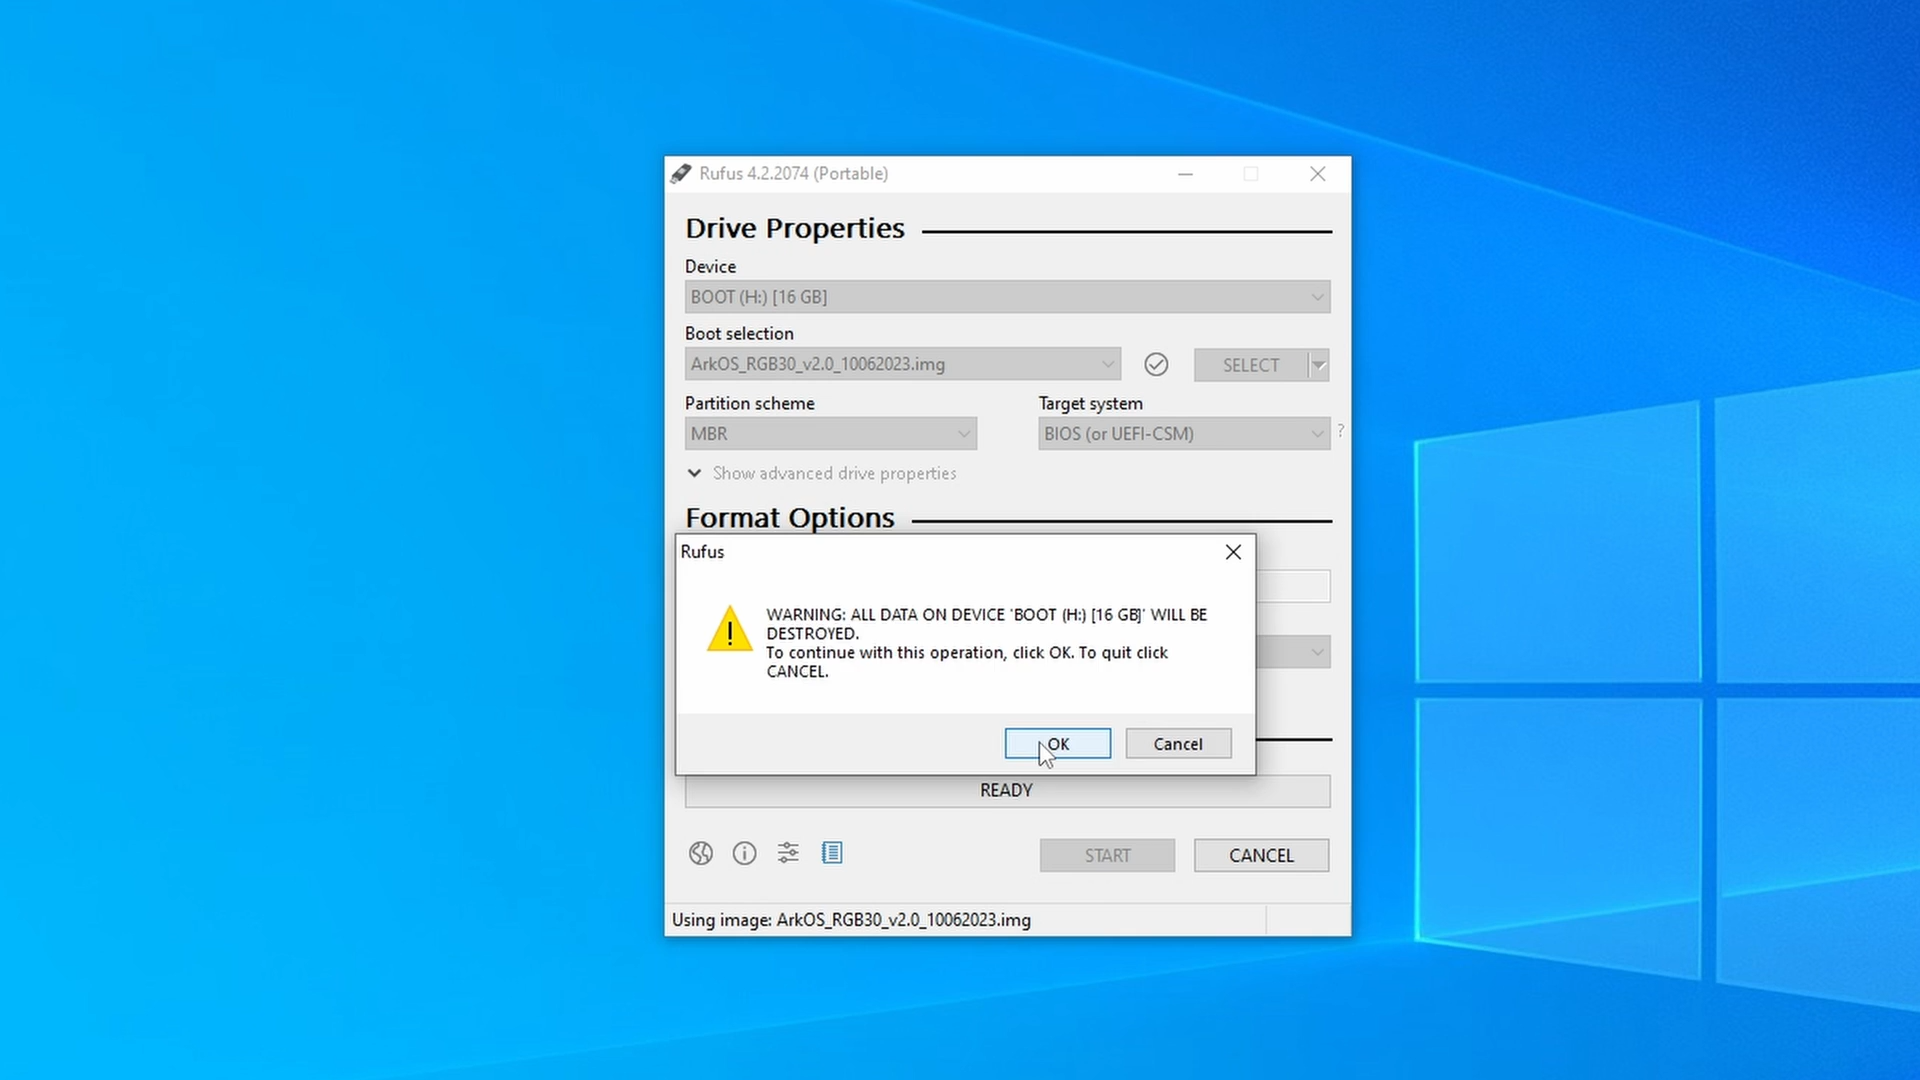 Rufus 4.2.2074 (Portable)
Drive Properties
Device
BOOT (H:) [16 GB]
Boot selection
ArkOS_RGB30_v2.0_10062023.img
SELECT
Partition scheme
Target system
MBR
BIOS (or UEFI-CSM)
?
Show advanced drive properties
Format Options
Rufus
WARNING: ALL DATA ON DEVICE 'BOOT (H:) [16 GB]' WILL BE
DESTROYED.
To continue with this operation, click OK. To quit click
CANCEL.
OK
Cancel
READY
START
CANCEL
Using image: ArkOS_RGB30_v2.0_10062023.img